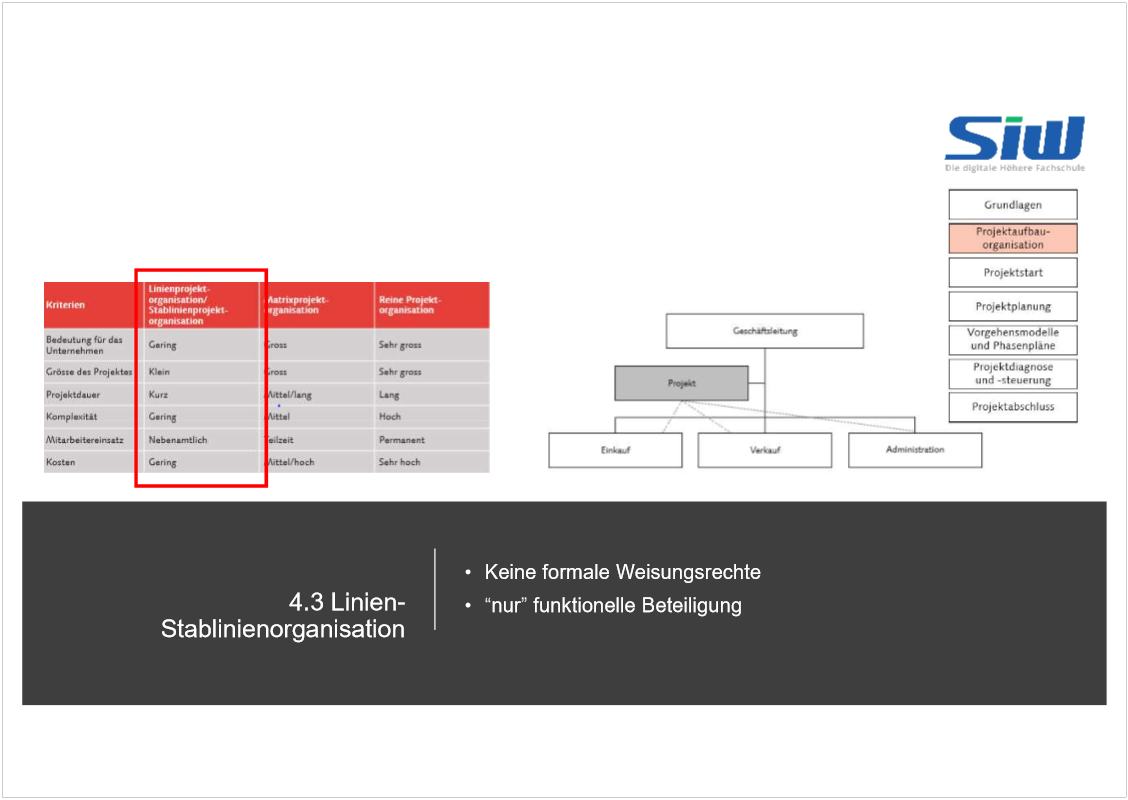 Siw
Die digitale Höhere Fachschule
Grundlagen
Projektaufbau-
organisation
Projektstart
Projektplanung
Vorgehensmodelle
und Phasenpläne
Projektdiagnose
und -steuerung
Projektabschluss
Kriterien
Linienprojekt-
organisation/
Stablinienprojekt-
organisation
Matrixprojekt-
organisation
Reine Projekt-
organisation
Bedeutung für das
Unternehmen
Gering
Gross
Sehr gross
Grösse des Projektes
Klein
Gross
Sehr gross
Projektdauer
Kurz
Mittel/lang
Lang
Komplexität
Gering
Mittel
Hoch
Mitarbeitereinsatz
Nebenamtlich
Teilzeit
Permanent
Kosten
Gering
Mittel/hoch
Sehr hoch
Geschäftsleitung
Projekt
Einkauf
Verkauf
Administration
4.3 Linien-
Stablinienorganisation
• Keine formale Weisungsrechte
• “nur” funktionelle Beteiligung